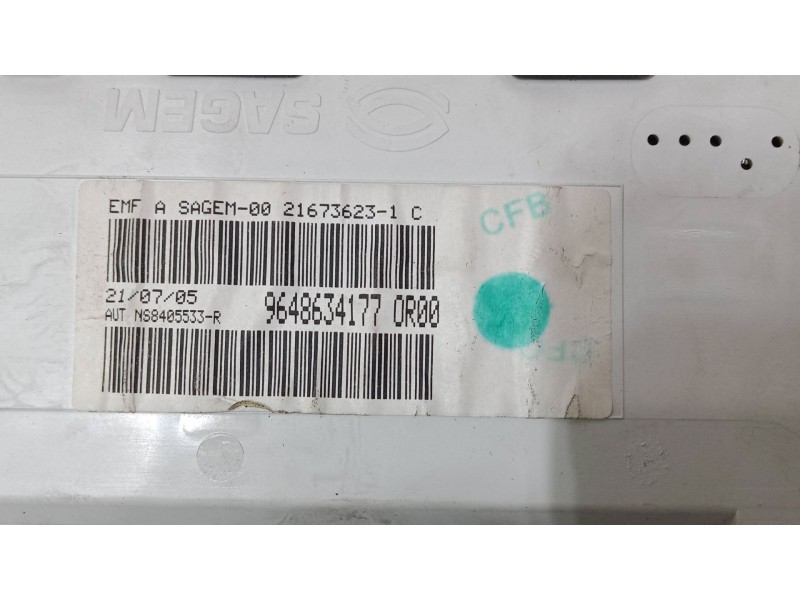 SAGEM
EMF A SAGEM-00 21673623-1 C
CFB
21/07/05
9648634177 0R00
AUT NS8405533-R